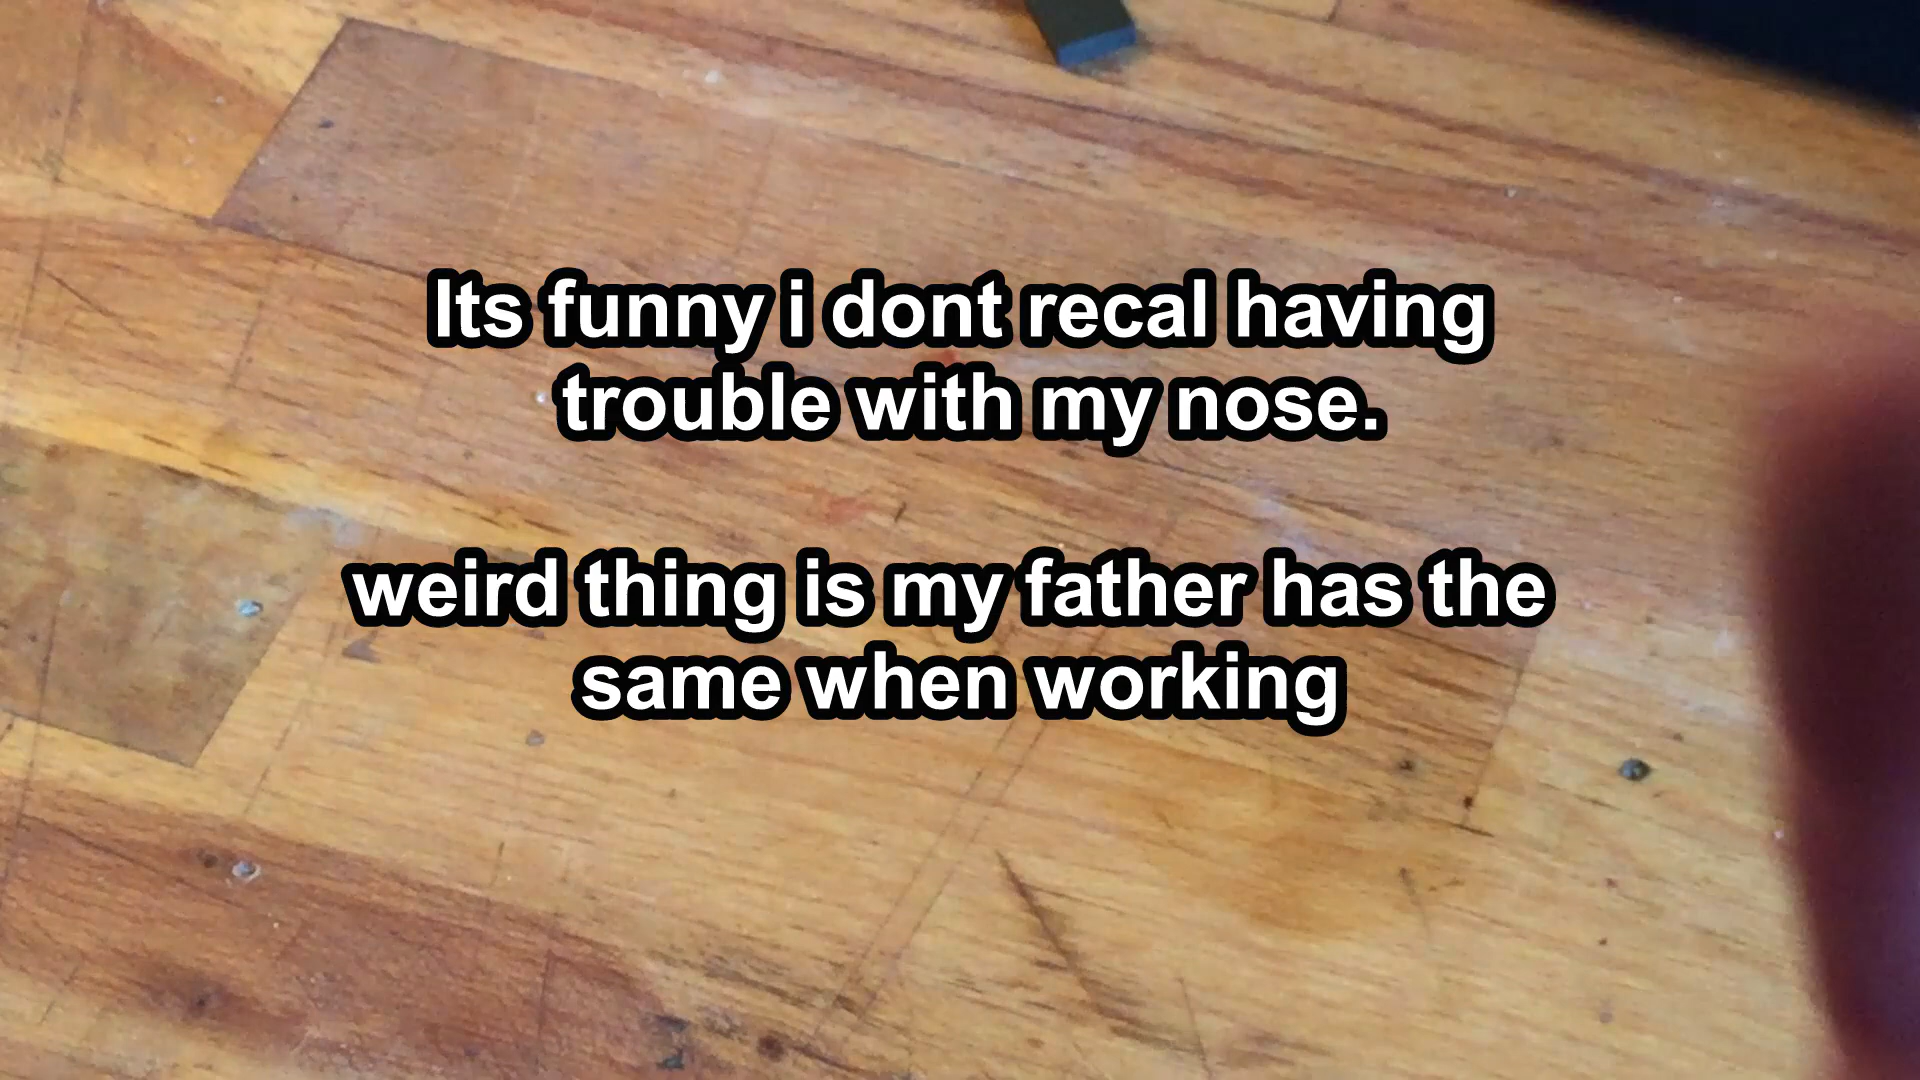 Its funny i dont recal having
trouble with my nose.
weird thing is my father has the
same when working